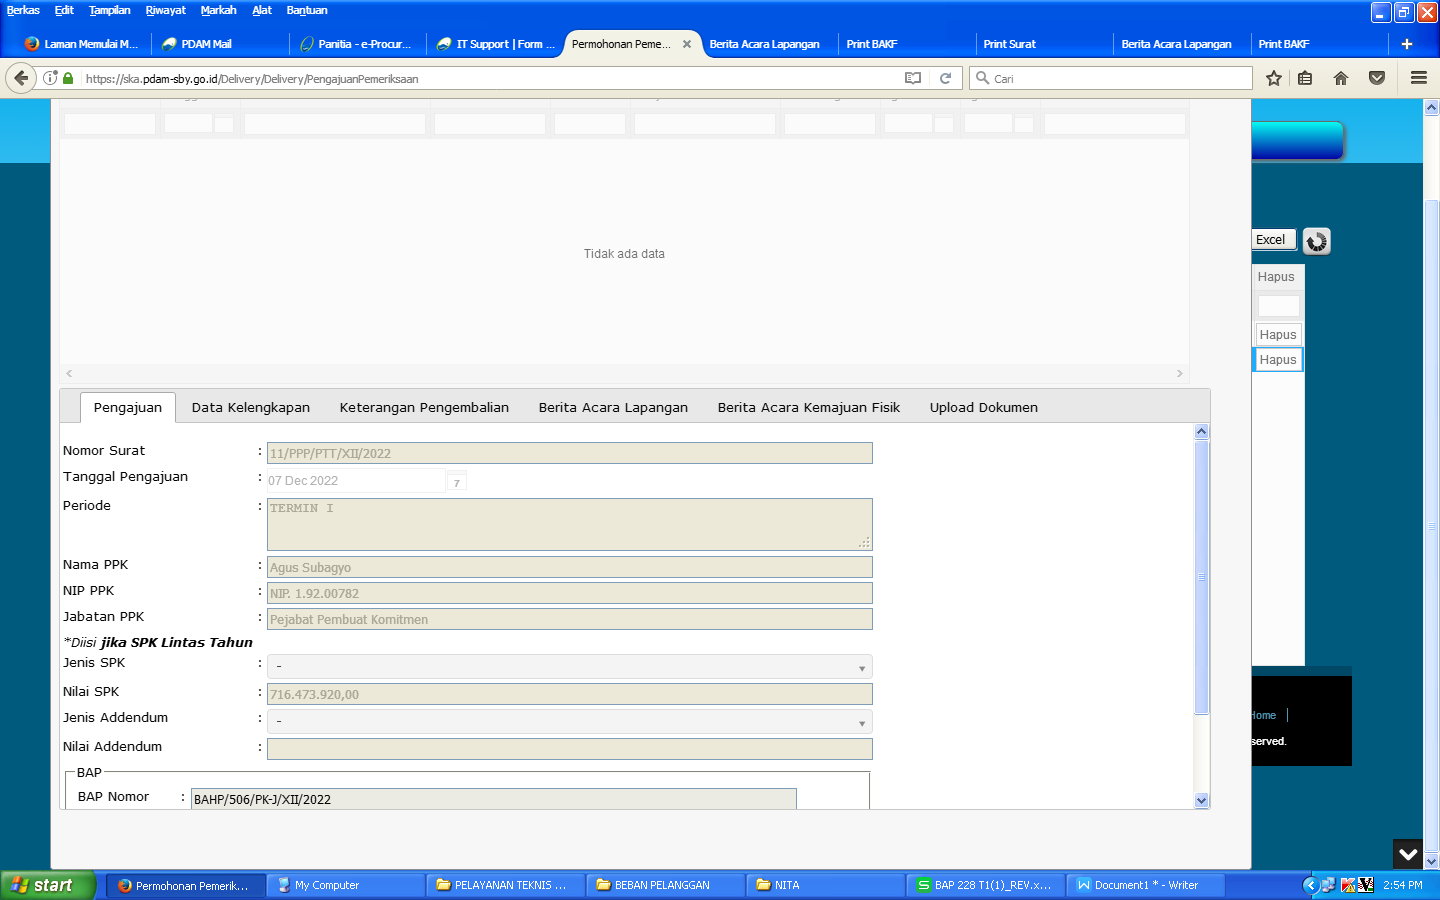 Berkas Edit Tampilan Riwayat Markah Alat Bantuan
Laman Memulai M... PDAM Mail Panitia - e-Procur... IT Support | Form ... Permohonan Peme... Berita Acara Lapangan Print BAKF Print Surat Berita Acara Lapangan Print BAKF
https://ska.pdam-sby.go.id/Delivery/Delivery/PengajuanPemeriksaan Cari
Excel
Tidak ada data
Hapus
Hapus
Hapus
Pengajuan Data Kelengkapan Keterangan Pengembalian Berita Acara Lapangan Berita Acara Kemajuan Fisik Upload Dokumen
Nomor Surat : 11/PPP/PTT/XII/2022
Tanggal Pengajuan : 07 Dec 2022 7
Periode : TERMIN I
Nama PPK : Agus Subagyo
NIP PPK : NIP. 1.92.00782
Jabatan PPK : Pejabat Pembuat Komitmen
*Diisi jika SPK Lintas Tahun
Jenis SPK : -
Nilai SPK : 716.473.920,00
Jenis Addendum : -
Nilai Addendum :
BAP
BAP Nomor : BAHP/506/PK-J/XII/2022
Home |
served.
start Permohonan Pemerik... My Computer PELAYANAN TEKNIS ... BEBAN PELANGGAN NITA BAP 228 T1(1)_REV.x... Document1 * - Writer 2:54 PM